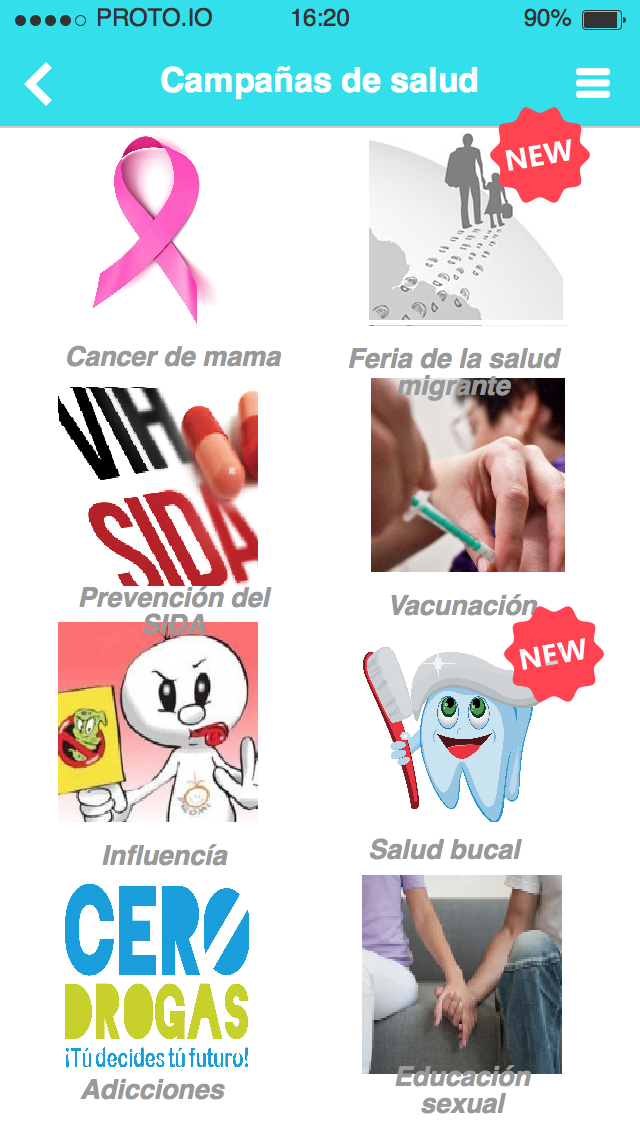 PROTO.IO 16:20 90%
Campañas de salud
NEW
Cancer de mama
Feria de la salud
migrante
VIH
SIDA
Prevención del
SIDA
Vacunación
NEW
Influencía
Salud bucal
CERO
DROGAS
¡Tú decides tú futuro!
Adicciones
Educación
sexual